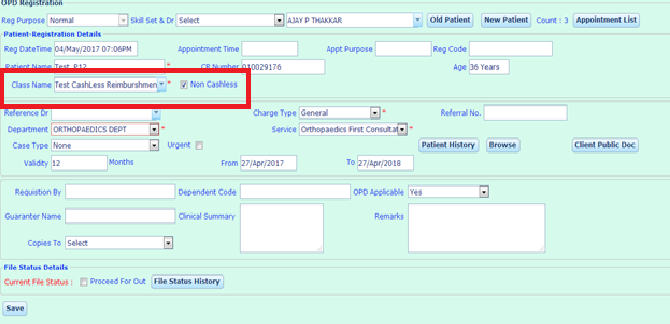 OPD Registration
Reg Purpose Normal Skill Set & Dr Select AJAY P THAKKAR Old Patient New Patient Count : 3 Appointment List
Patient-Registration Details
Reg DateTime 04/May/2017 07:06PM Appointment Time Appt Purpose Reg Code
Patient Name Test R12 * CR Number 010029176 Age 36 Years
Class Name Test CashLess Reimburshmen * Non Cashless
Reference Dr Charge Type General * Referral No.
Department ORTHOPAEDICS DEPT * Service Orthopaedics (First Consultat *
Case Type None Urgent Patient History Browse Client Public Doc
Validity 12 Months From 27/Apr/2017 To 27/Apr/2018
Requistion By Dependent Code OPD Applicable Yes
Guaranter Name Clinical Summary Remarks
Copies To Select
File Status Details
Current File Status : Proceed For Out File Status History
Save